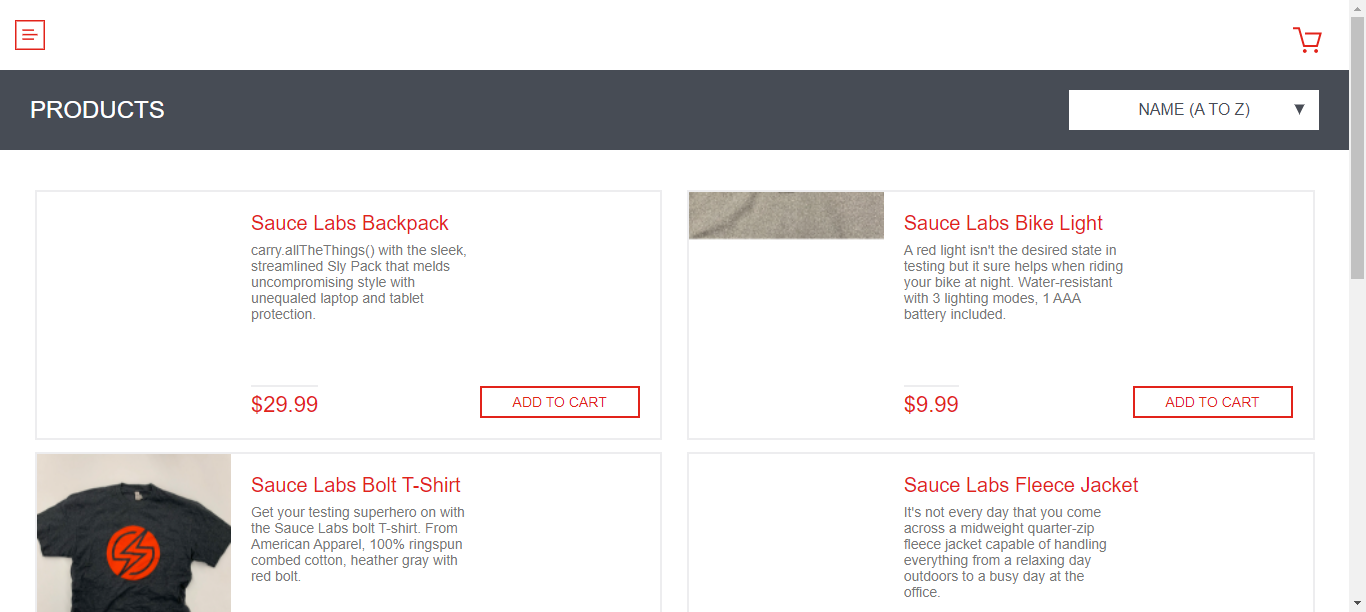 PRODUCTS
NAME (A TO Z)
Sauce Labs Backpack
carry.allTheThings() with the sleek,
streamlined Sly Pack that melds
uncompromising style with
unequaled laptop and tablet
protection.
$29.99
ADD TO CART
Sauce Labs Bike Light
A red light isn't the desired state in
testing but it sure helps when riding
your bike at night. Water-resistant
with 3 lighting modes, 1 AAA
battery included.
$9.99
ADD TO CART
Sauce Labs Bolt T-Shirt
Get your testing superhero on with
the Sauce Labs bolt T-shirt. From
American Apparel, 100% ringspun
combed cotton, heather gray with
red bolt.
Sauce Labs Fleece Jacket
It's not every day that you come
across a midweight quarter-zip
fleece jacket capable of handling
everything from a relaxing day
outdoors to a busy day at the
office.